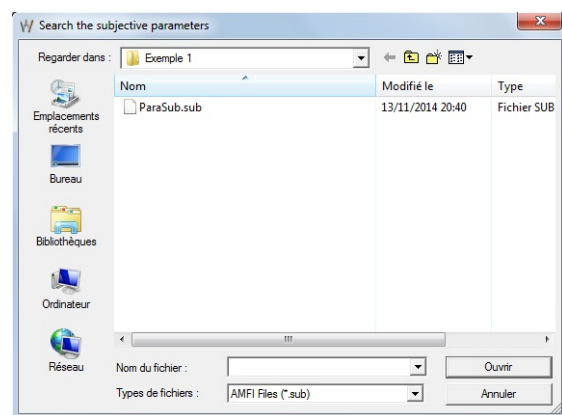 Search the subjective parameters
Regarder dans :
Exemple 1
Nom
Modifié le
Type
ParaSub.sub
13/11/2014 20:40
Fichier SUB
Emplacements
récents
Bureau
Bibliothèques
Ordinateur
Réseau
Nom du fichier :
Ouvrir
Types de fichiers :
AMFI Files (*.sub)
Annuler